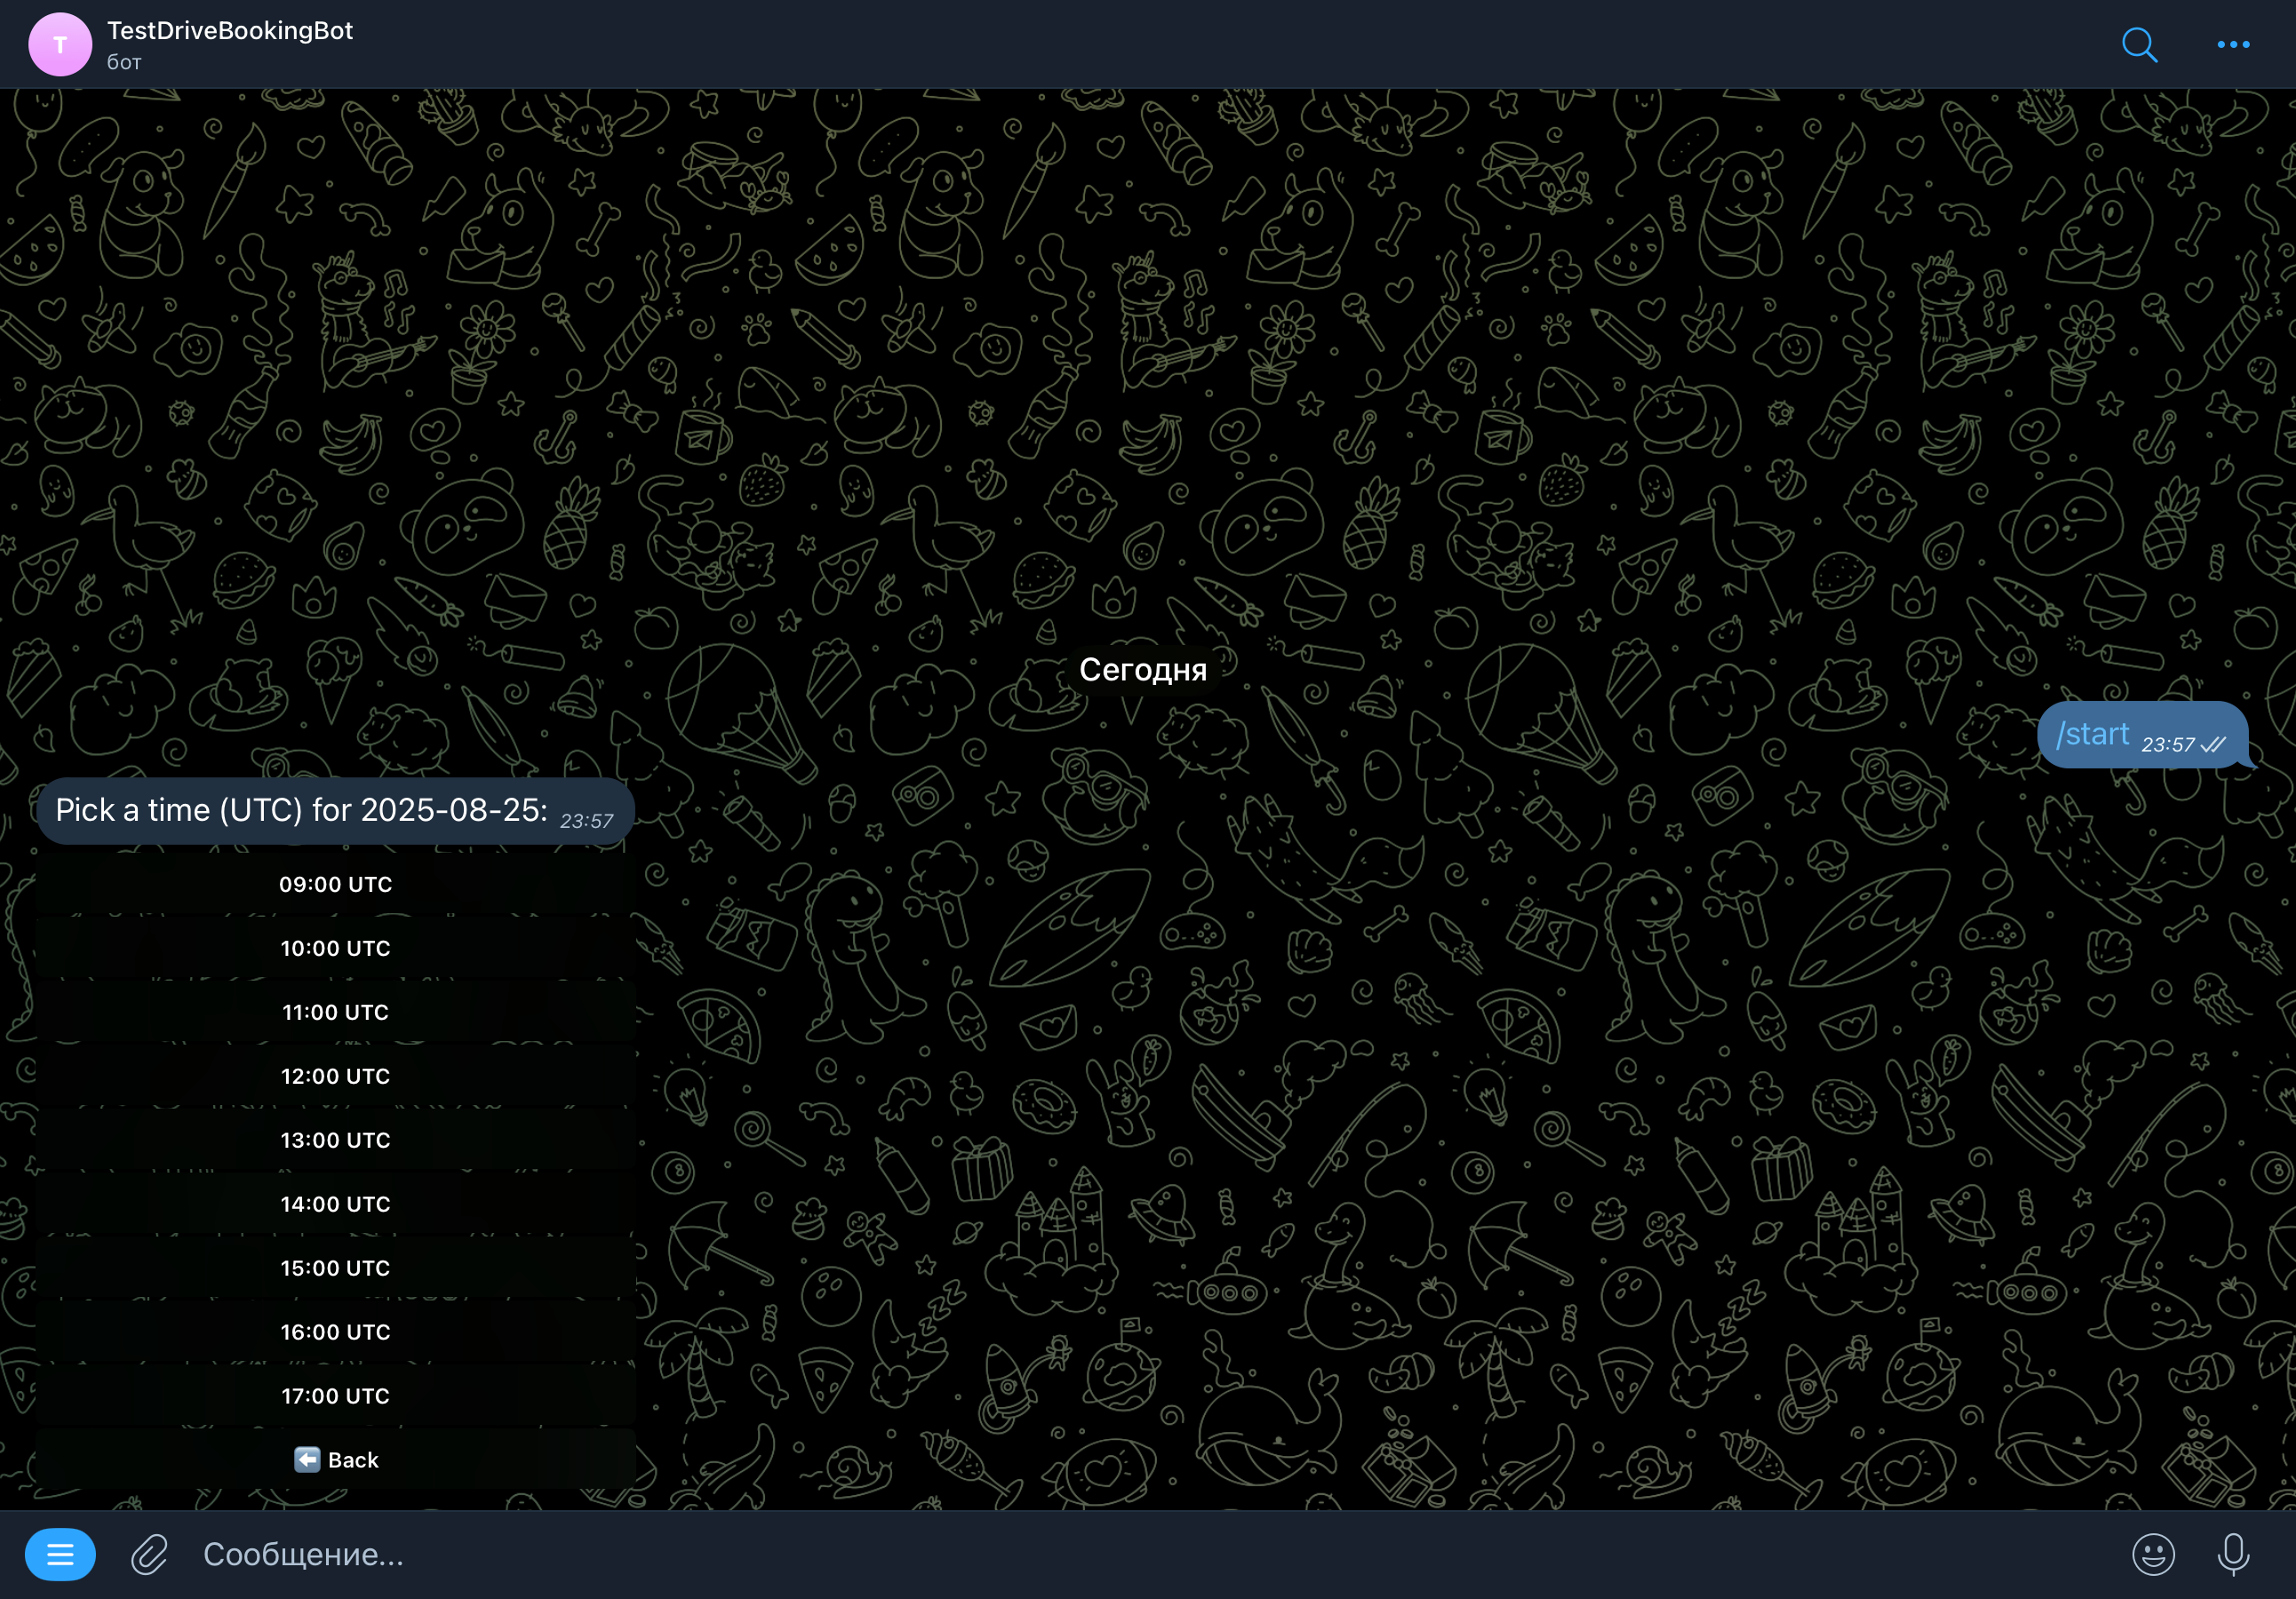 T
TestDriveBookingBot
бот
Сегодня
/start 23:57
Pick a time (UTC) for 2025-08-25: 23:57
09:00 UTC
10:00 UTC
11:00 UTC
12:00 UTC
13:00 UTC
14:00 UTC
15:00 UTC
16:00 UTC
17:00 UTC
Back
Сообщение...